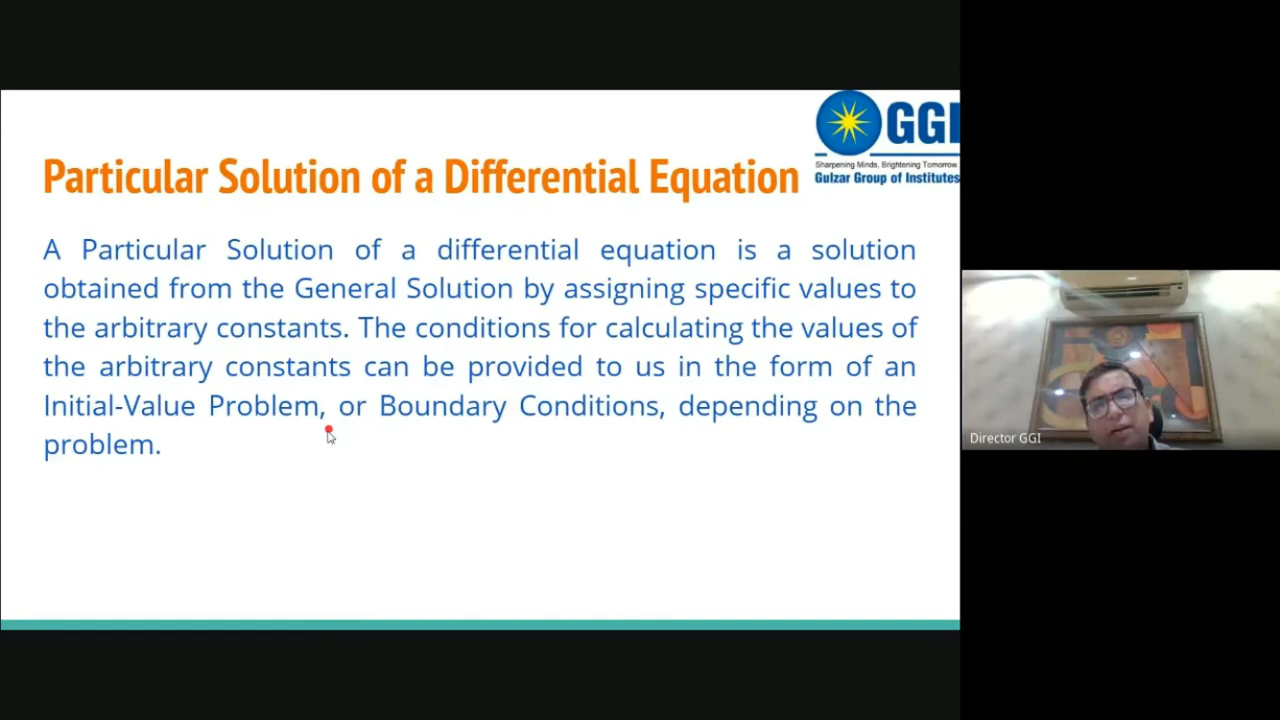 GGI
Sharpening Minds, Brightening Tomorrow
Gulzar Group of Institutes
Particular Solution of a Differential Equation
A Particular Solution of a differential equation is a solution
obtained from the General Solution by assigning specific values to
the arbitrary constants. The conditions for calculating the values of
the arbitrary constants can be provided to us in the form of an
Initial-Value Problem, or Boundary Conditions, depending on the
problem.
Director GGI